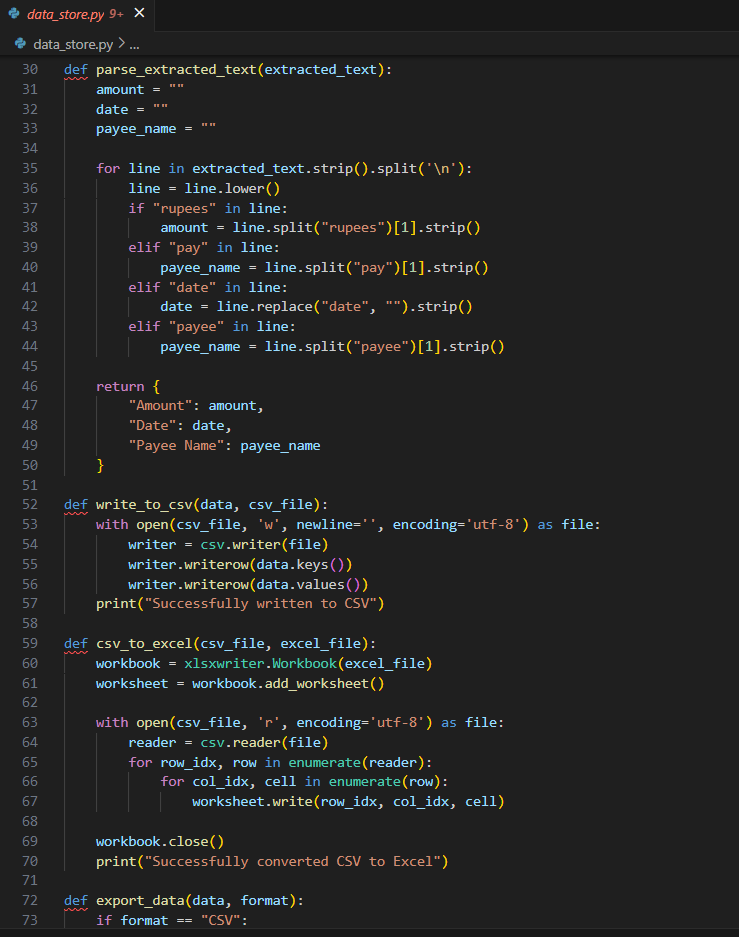 data_store.py 9+ ×
data_store.py > ...
30 def parse_extracted_text(extracted_text):
31     amount = ""
32     date = ""
33     payee_name = ""
34
35     for line in extracted_text.strip().split('\n'):
36         line = line.lower()
37         if "rupees" in line:
38             amount = line.split("rupees")[1].strip()
39         elif "pay" in line:
40             payee_name = line.split("pay")[1].strip()
41         elif "date" in line:
42             date = line.replace("date", "").strip()
43         elif "payee" in line:
44             payee_name = line.split("payee")[1].strip()
45
46     return {
47         "Amount": amount,
48         "Date": date,
49         "Payee Name": payee_name
50     }
51
52 def write_to_csv(data, csv_file):
53     with open(csv_file, 'w', newline='', encoding='utf-8') as file:
54         writer = csv.writer(file)
55         writer.writerow(data.keys())
56         writer.writerow(data.values())
57     print("Successfully written to CSV")
58
59 def csv_to_excel(csv_file, excel_file):
60     workbook = xlsxwriter.Workbook(excel_file)
61     worksheet = workbook.add_worksheet()
62
63     with open(csv_file, 'r', encoding='utf-8') as file:
64         reader = csv.reader(file)
65         for row_idx, row in enumerate(reader):
66             for col_idx, cell in enumerate(row):
67                 worksheet.write(row_idx, col_idx, cell)
68
69     workbook.close()
70     print("Successfully converted CSV to Excel")
71
72 def export_data(data, format):
73     if format == "CSV":